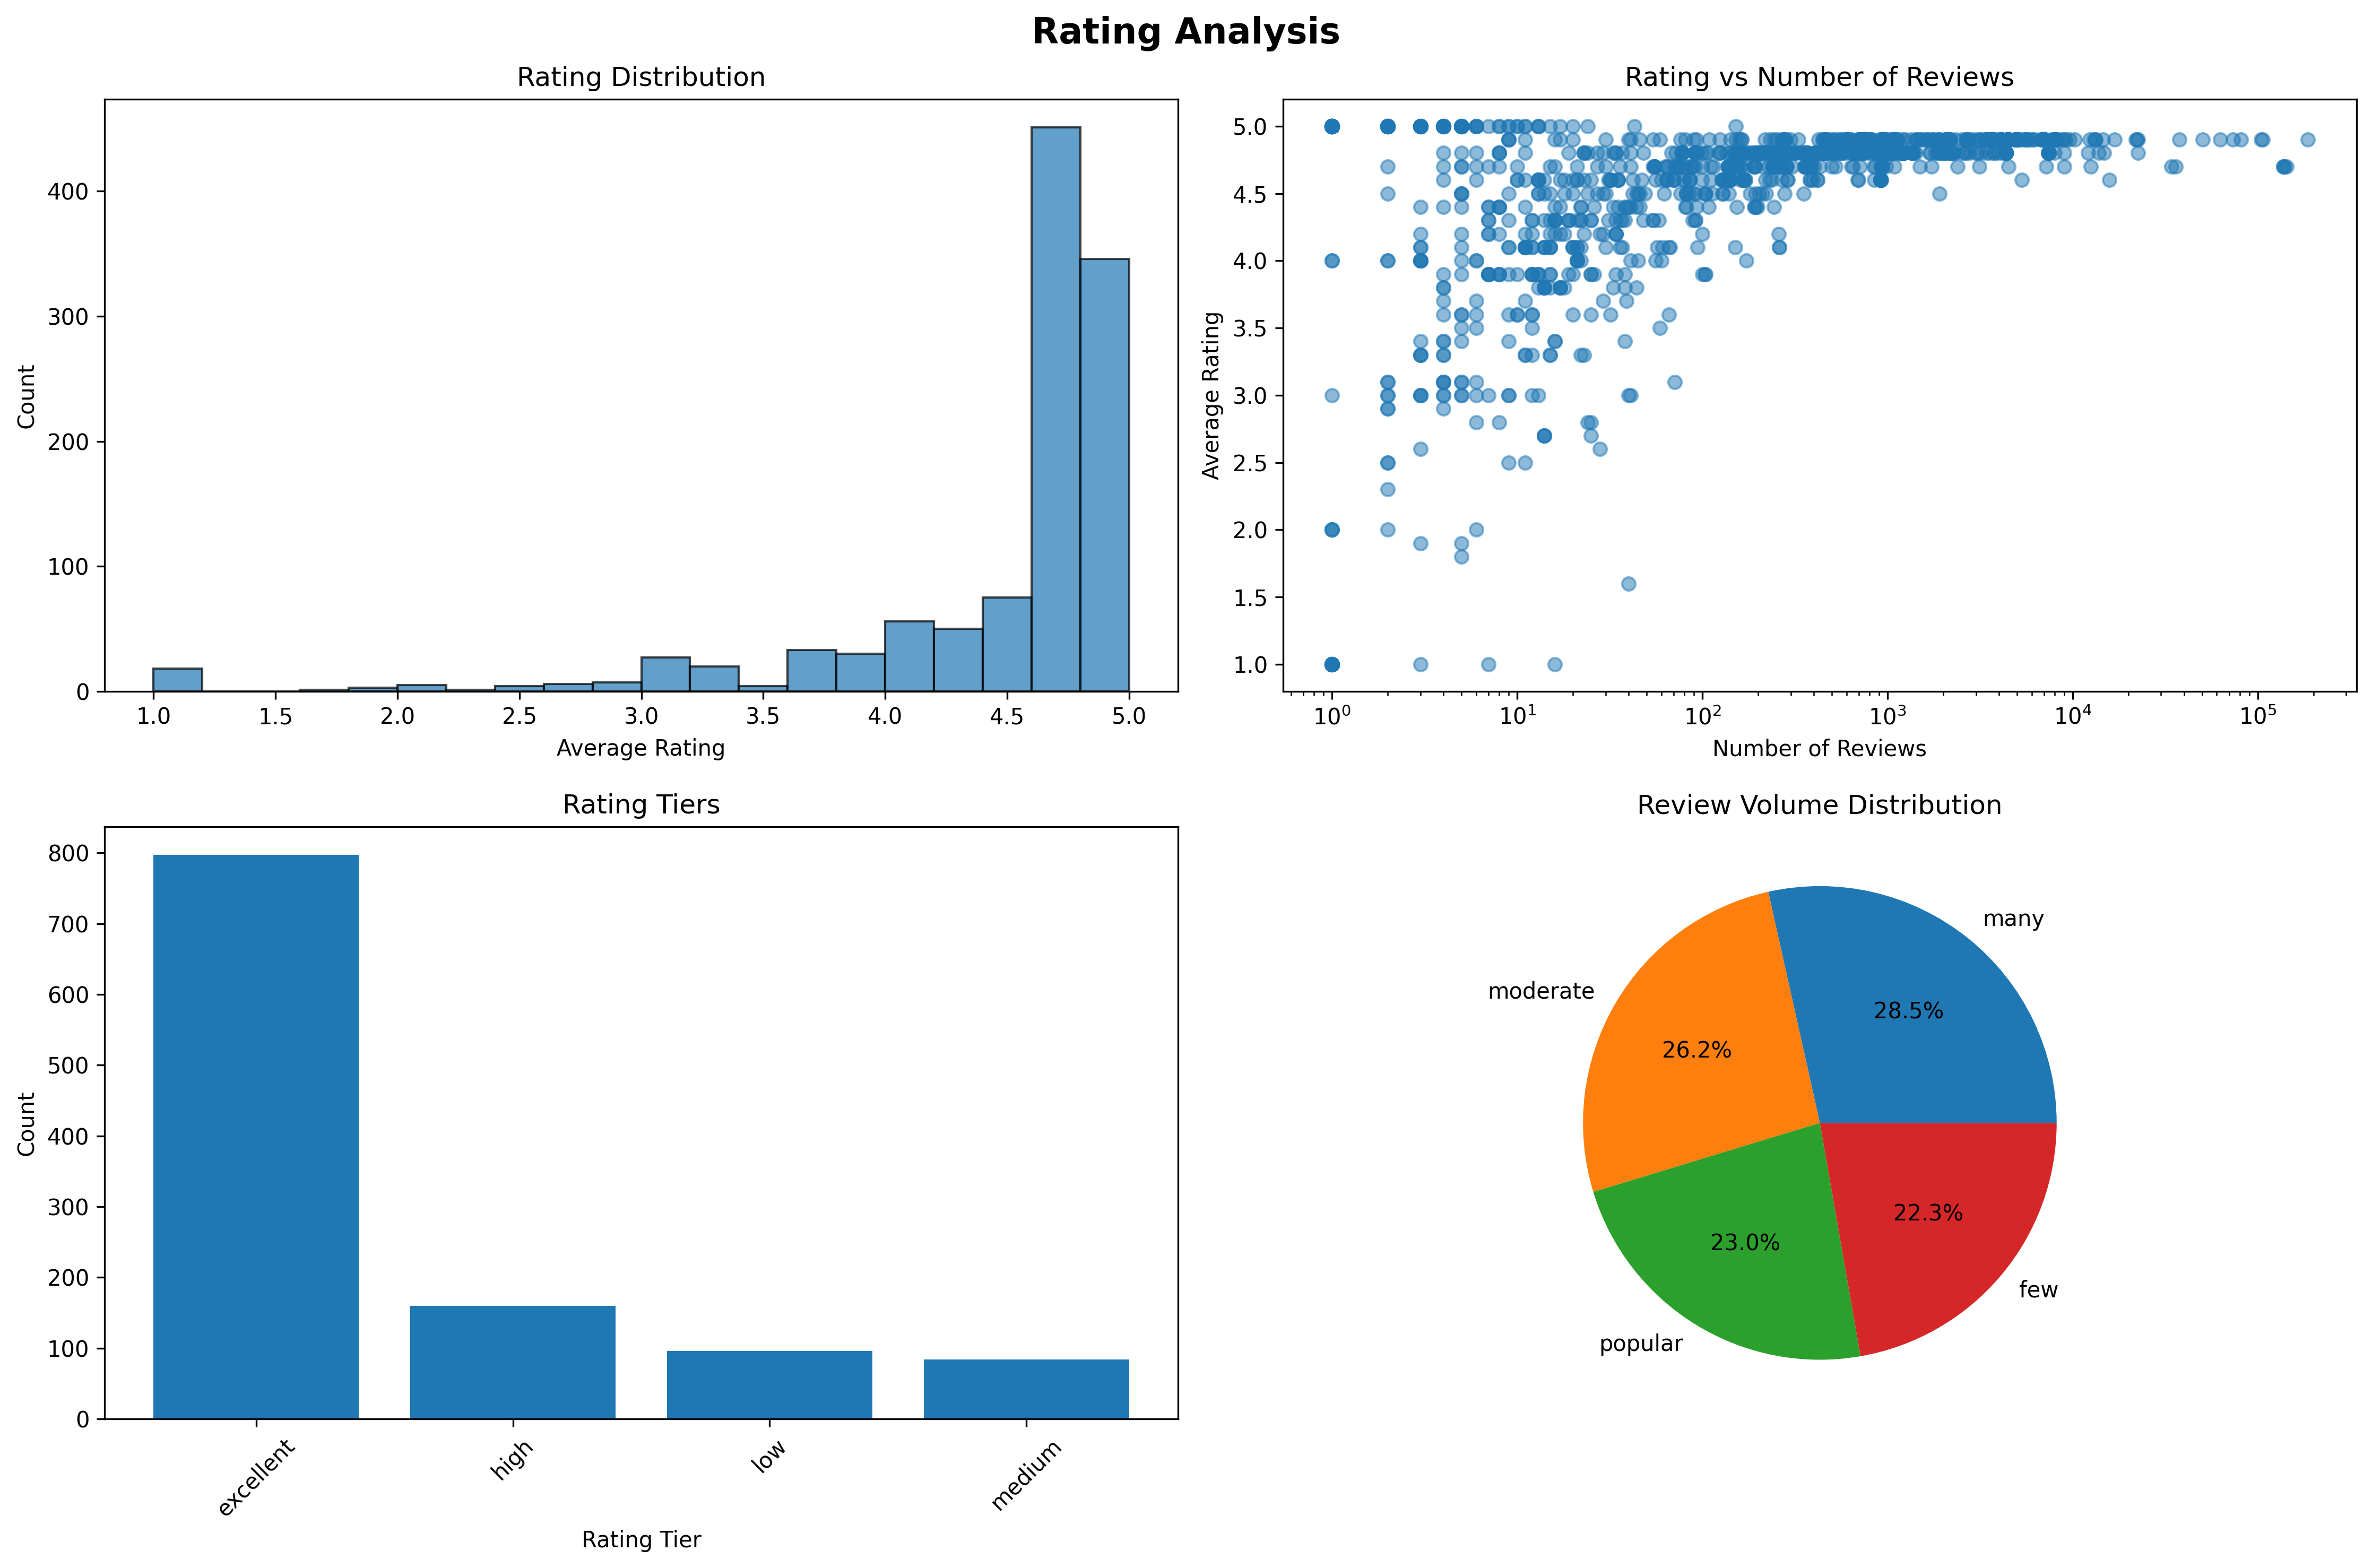 Rating Analysis
Rating Distribution
Count
400
300
200
100
0
1.0 1.5 2.0 2.5 3.0 3.5 4.0 4.5 5.0
Average Rating
Rating vs Number of Reviews
Average Rating
5.0
4.5
4.0
3.5
3.0
2.5
2.0
1.5
1.0
10⁰ 10¹ 10² 10³ 10⁴ 10⁵
Number of Reviews
Rating Tiers
Count
800
700
600
500
400
300
200
100
0
excellent high low medium
Rating Tier
Review Volume Distribution
many
28.5%
moderate
26.2%
popular
23.0%
few
22.3%